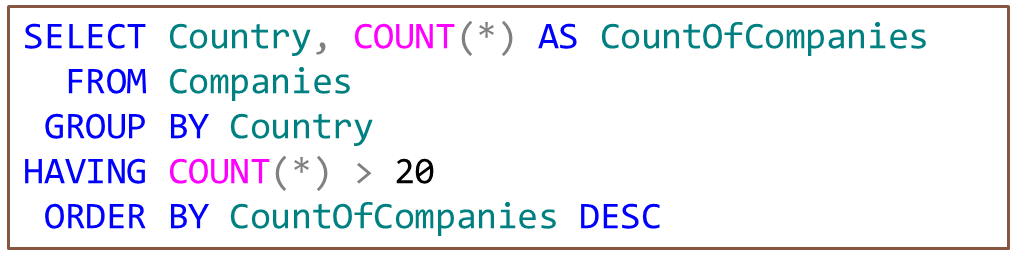 SELECT Country, COUNT(*) AS CountOfCompanies
FROM Companies
GROUP BY Country
HAVING COUNT(*) > 20
ORDER BY CountOfCompanies DESC